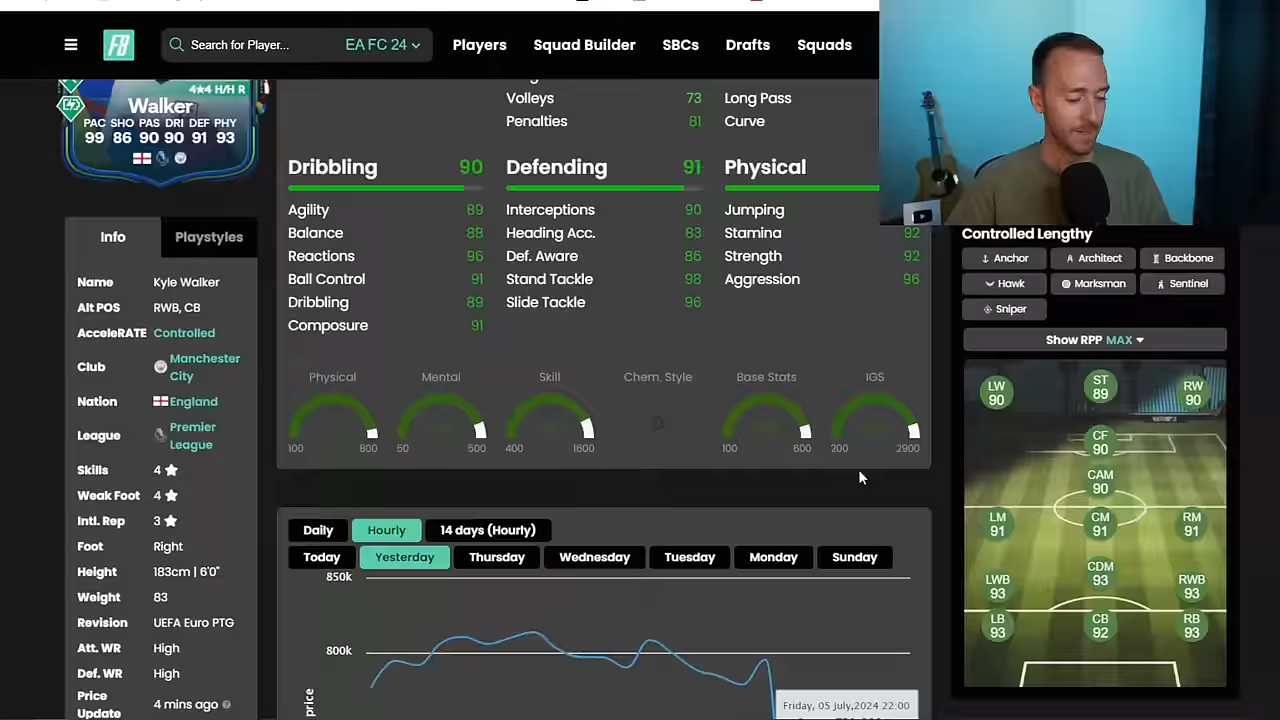 Search for Player...
EA FC 24
Players
Squad Builder
SBCs
Drafts
Squads
4★4 H/H R
Walker
PAC SHO PAS DRI DEF PHY
99 86 90 90 91 93
Volleys 73
Penalties 81
Long Pass
Curve
Dribbling 90
Agility 89
Balance 88
Reactions 96
Ball Control 91
Dribbling 89
Composure 91
Defending 91
Interceptions 90
Heading Acc. 83
Def. Aware 86
Stand Tackle 98
Slide Tackle 96
Physical
Jumping
Stamina 92
Strength 92
Aggression 96
Info
Playstyles
Name Kyle Walker
Alt POS RWB, CB
AcceleRATE Controlled
Club Manchester
City
Nation England
League Premier
League
Skills 4 ★
Weak Foot 4 ★
Intl. Rep 3 ★
Foot Right
Height 183cm | 6'0"
Weight 83
Revision UEFA Euro PTG
Att. WR High
Def. WR High
Price
Update 4 mins ago
Physical
100 800
Mental
50 500
Skill
400 1600
Chem. Style
Base Stats
100 600
IGS
200 2900
Daily
Hourly
14 days (Hourly)
Today
Yesterday
Thursday
Wednesday
Tuesday
Monday
Sunday
850k
800k
price
Friday, 05 july,2024 22:00
Controlled Lengthy
Anchor
Architect
Backbone
Hawk
Marksman
Sentinel
Sniper
Show RPP MAX
LW
90
ST
89
RW
90
CF
90
CAM
90
LM
91
CM
91
RM
91
CDM
93
LWB
93
RWB
93
LB
93
CB
92
RB
93